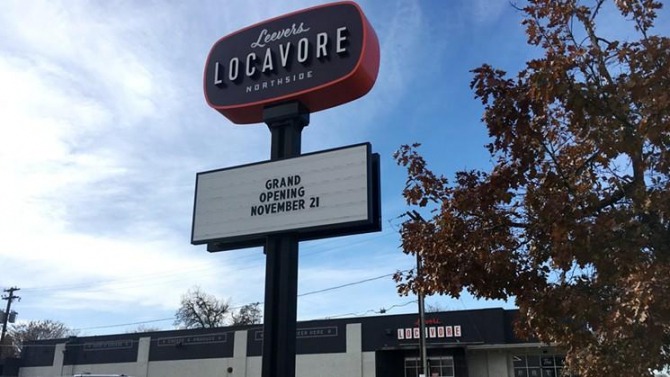 Leevers
LOCAVORE
NORTHSIDE
GRAND
OPENING
NOVEMBER 21
LOCAVORE